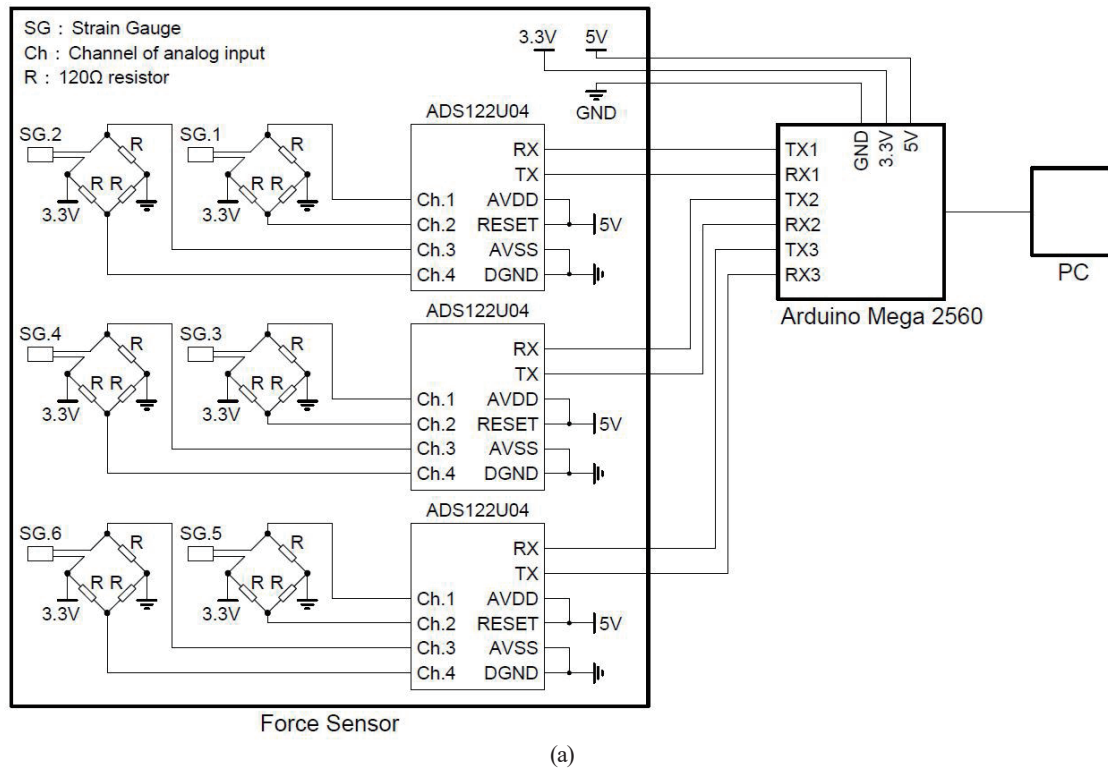 SG : Strain Gauge
Ch : Channel of analog input
R : 120Ω resistor
3.3V 5V
GND
ADS122U04
SG.2 R SG.1 R
R R R R
3.3V 3.3V
RX
TX
Ch.1 AVDD
Ch.2 RESET 5V
Ch.3 AVSS
Ch.4 DGND
ADS122U04
SG.4 R SG.3 R
R R R R
3.3V 3.3V
RX
TX
Ch.1 AVDD
Ch.2 RESET 5V
Ch.3 AVSS
Ch.4 DGND
ADS122U04
SG.6 R SG.5 R
R R R R
3.3V 3.3V
RX
TX
Ch.1 AVDD
Ch.2 RESET 5V
Ch.3 AVSS
Ch.4 DGND
Force Sensor
GND
3.3V
5V
TX1
RX1
TX2
RX2
TX3
RX3
Arduino Mega 2560
PC
(a)